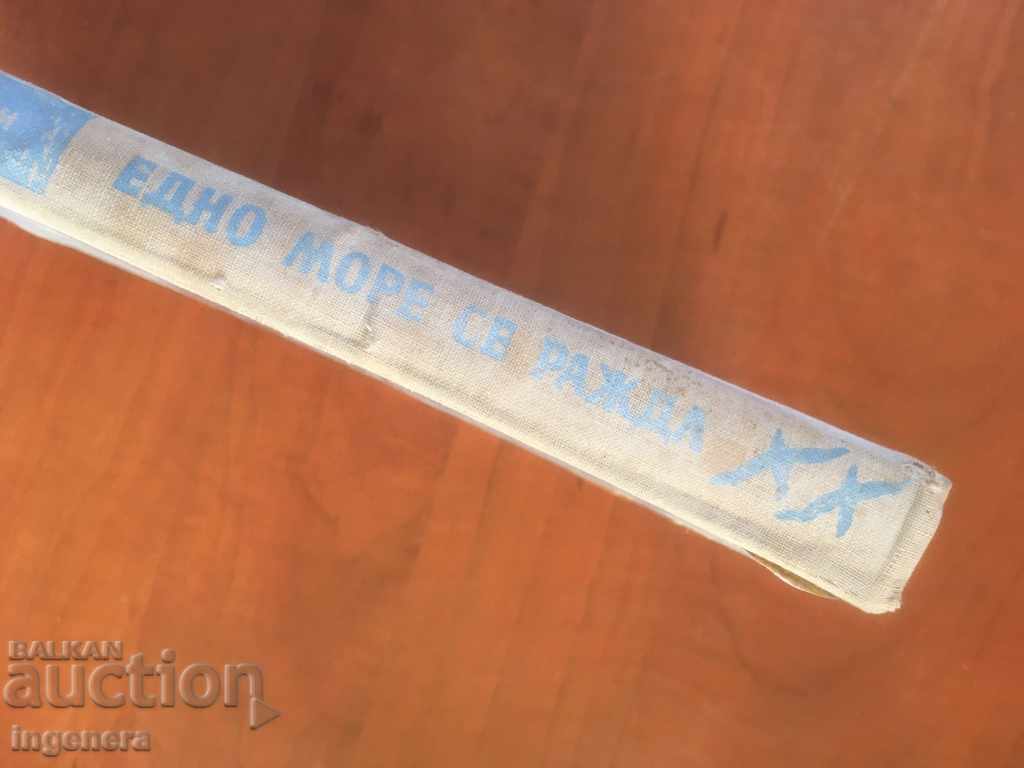 ЕДНО МОРЕ СЕ РАЖДА
BALKAN
auction
ingenera